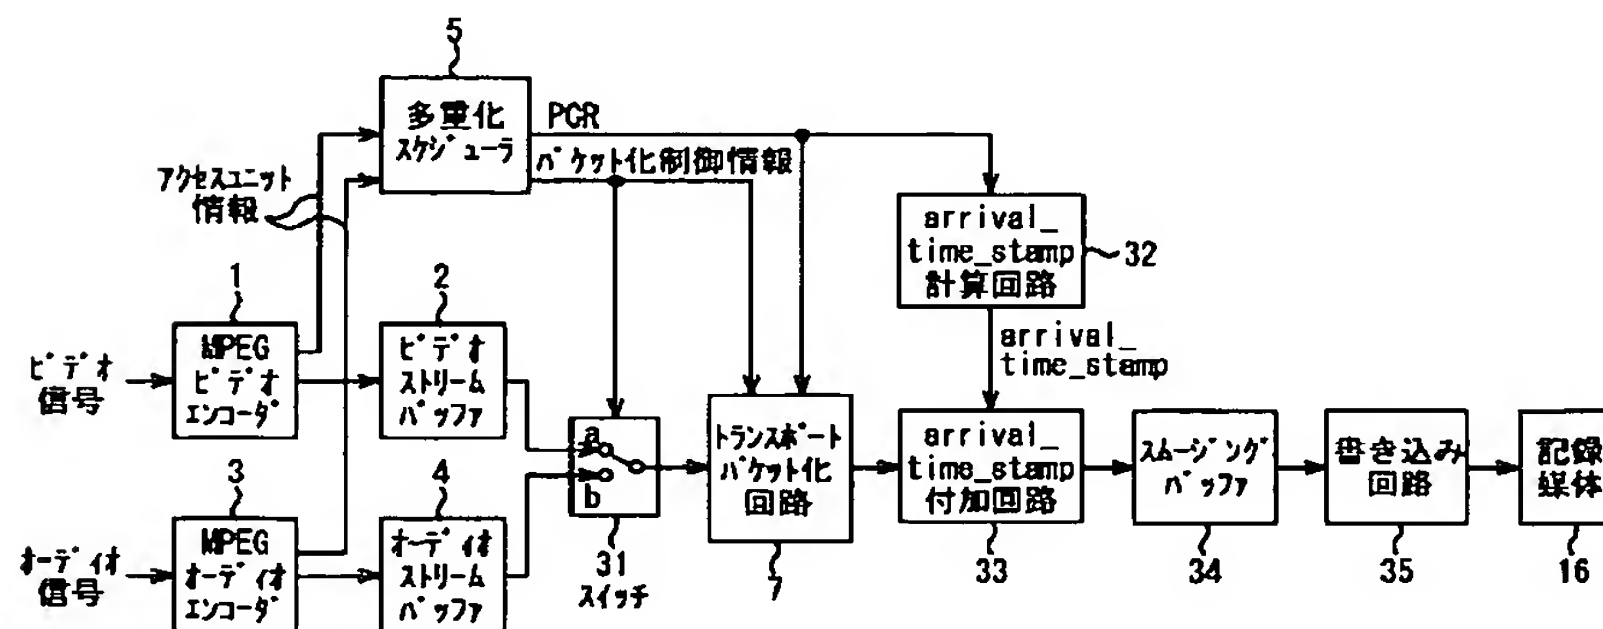 5
多重化
スケジューラ
PCR
パケット化制御情報
アクセスユニット
情報
arrival_
time_stamp
計算回路
32
arrival_
time_stamp
1
MPEG
ビデオ
エンコーダ
2
ビデオ
ストリーム
バッファ
ビデオ
信号
a
b
31
スイッチ
トランスポート
パケット化
回路
7
arrival_
time_stamp
付加回路
33
スムージング
バッファ
34
書き込み
回路
35
記録
媒体
16
3
MPEG
オーディオ
エンコーダ
4
オーディオ
ストリーム
バッファ
オーディオ
信号